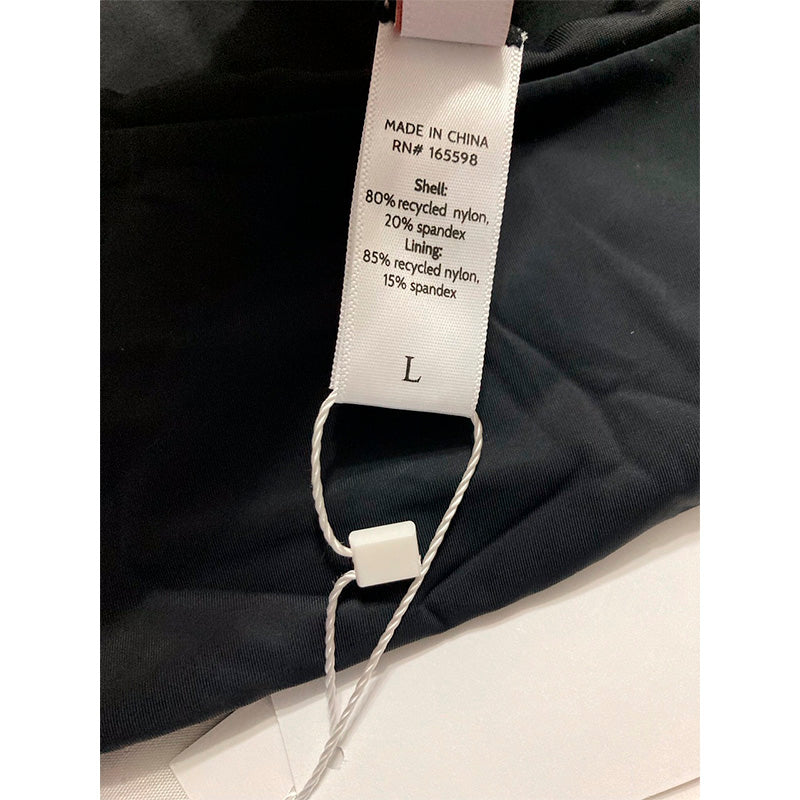 MADE IN CHINA
RN# 165598
Shell:
80% recycled nylon,
20% spandex
Lining:
85% recycled nylon,
15% spandex
L